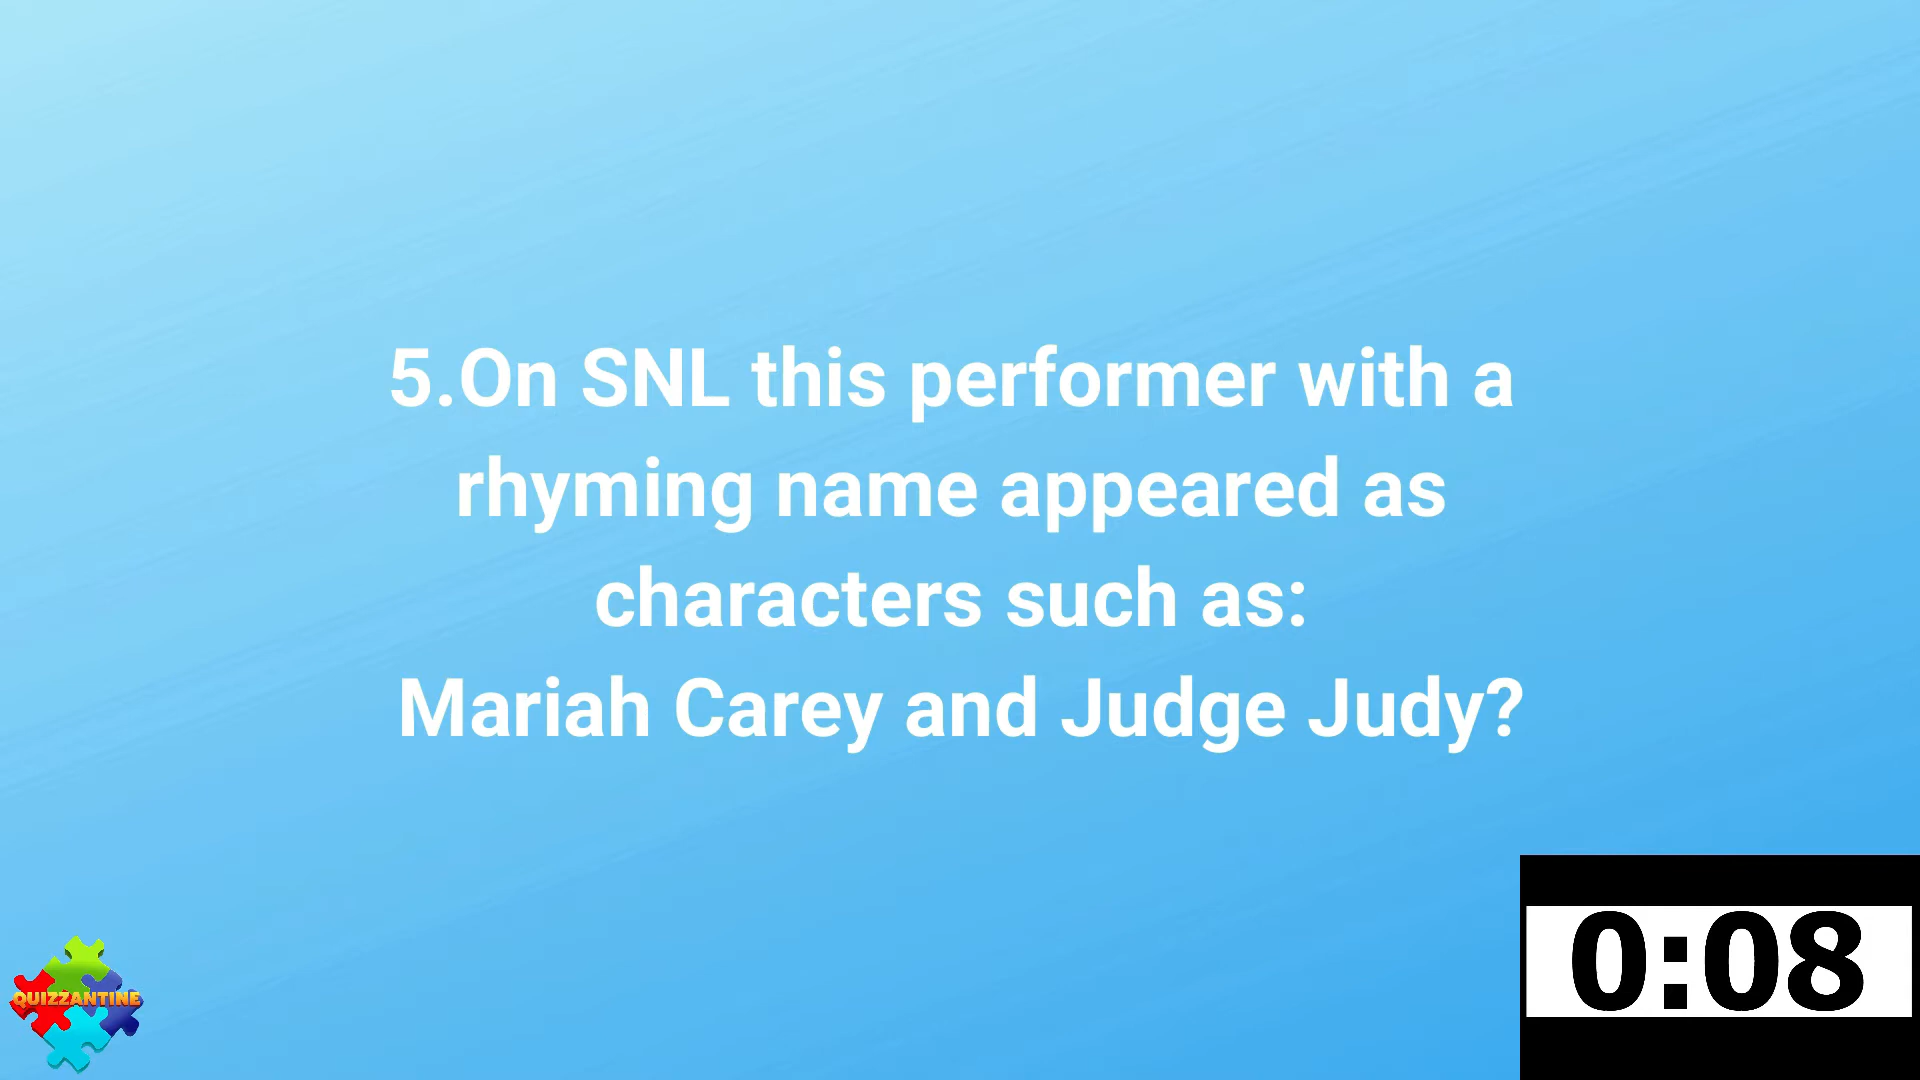 5.On SNL this performer with a
rhyming name appeared as
characters such as:
Mariah Carey and Judge Judy?
QUIZZANTINE
0:08